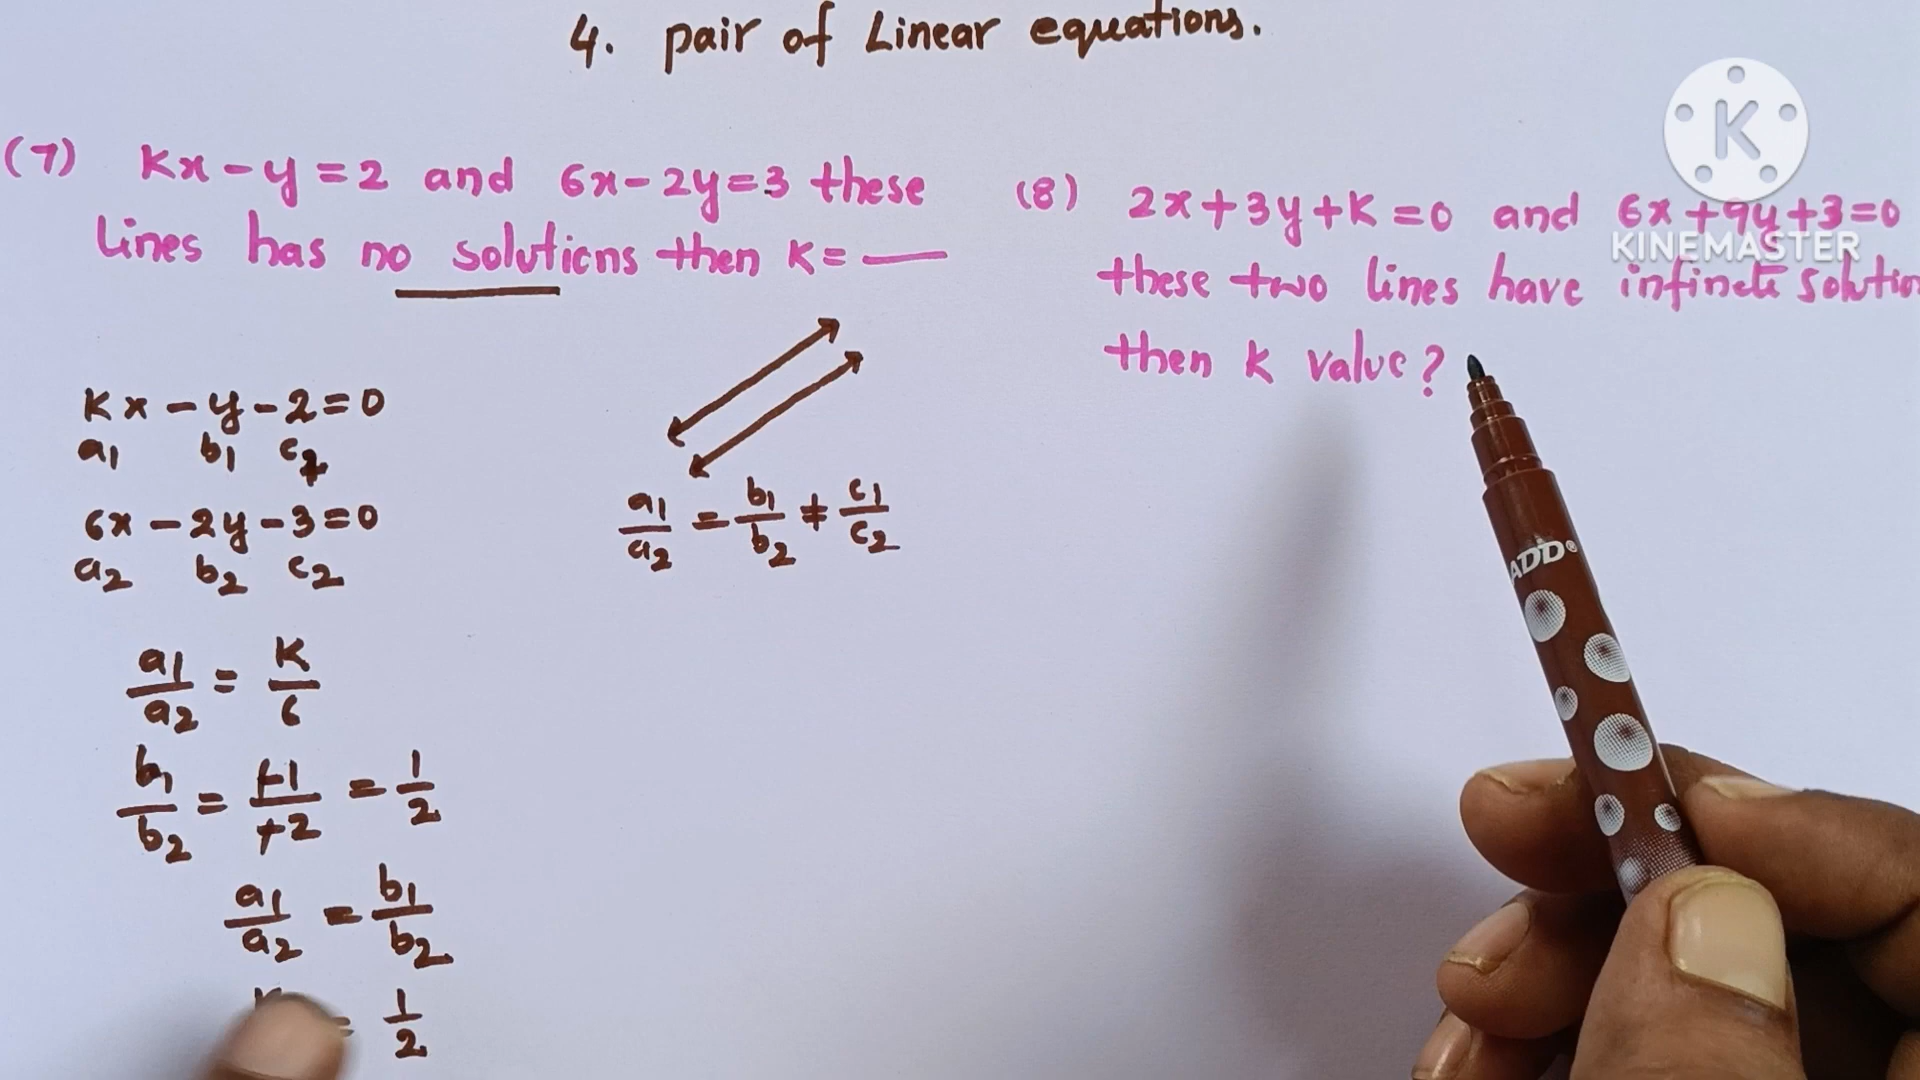 4. pair of Linear equations.
(7) Kx - y = 2 and 6x - 2y = 3 these
lines has no solutions then K = —
Kx - y - 2 = 0
a1 b1 c1
6x - 2y - 3 = 0
a2 b2 c2
a1/a2 = K/6
b1/b2 = -1/-2 = 1/2
a1/a2 = b1/b2
= 1/2
a1/a2 = b1/b2 ≠ c1/c2
(8) 2x + 3y + K = 0 and 6x + 9y + 3 = 0
these two lines have infinite solution
then K value?
K
KINEMASTER
ADD